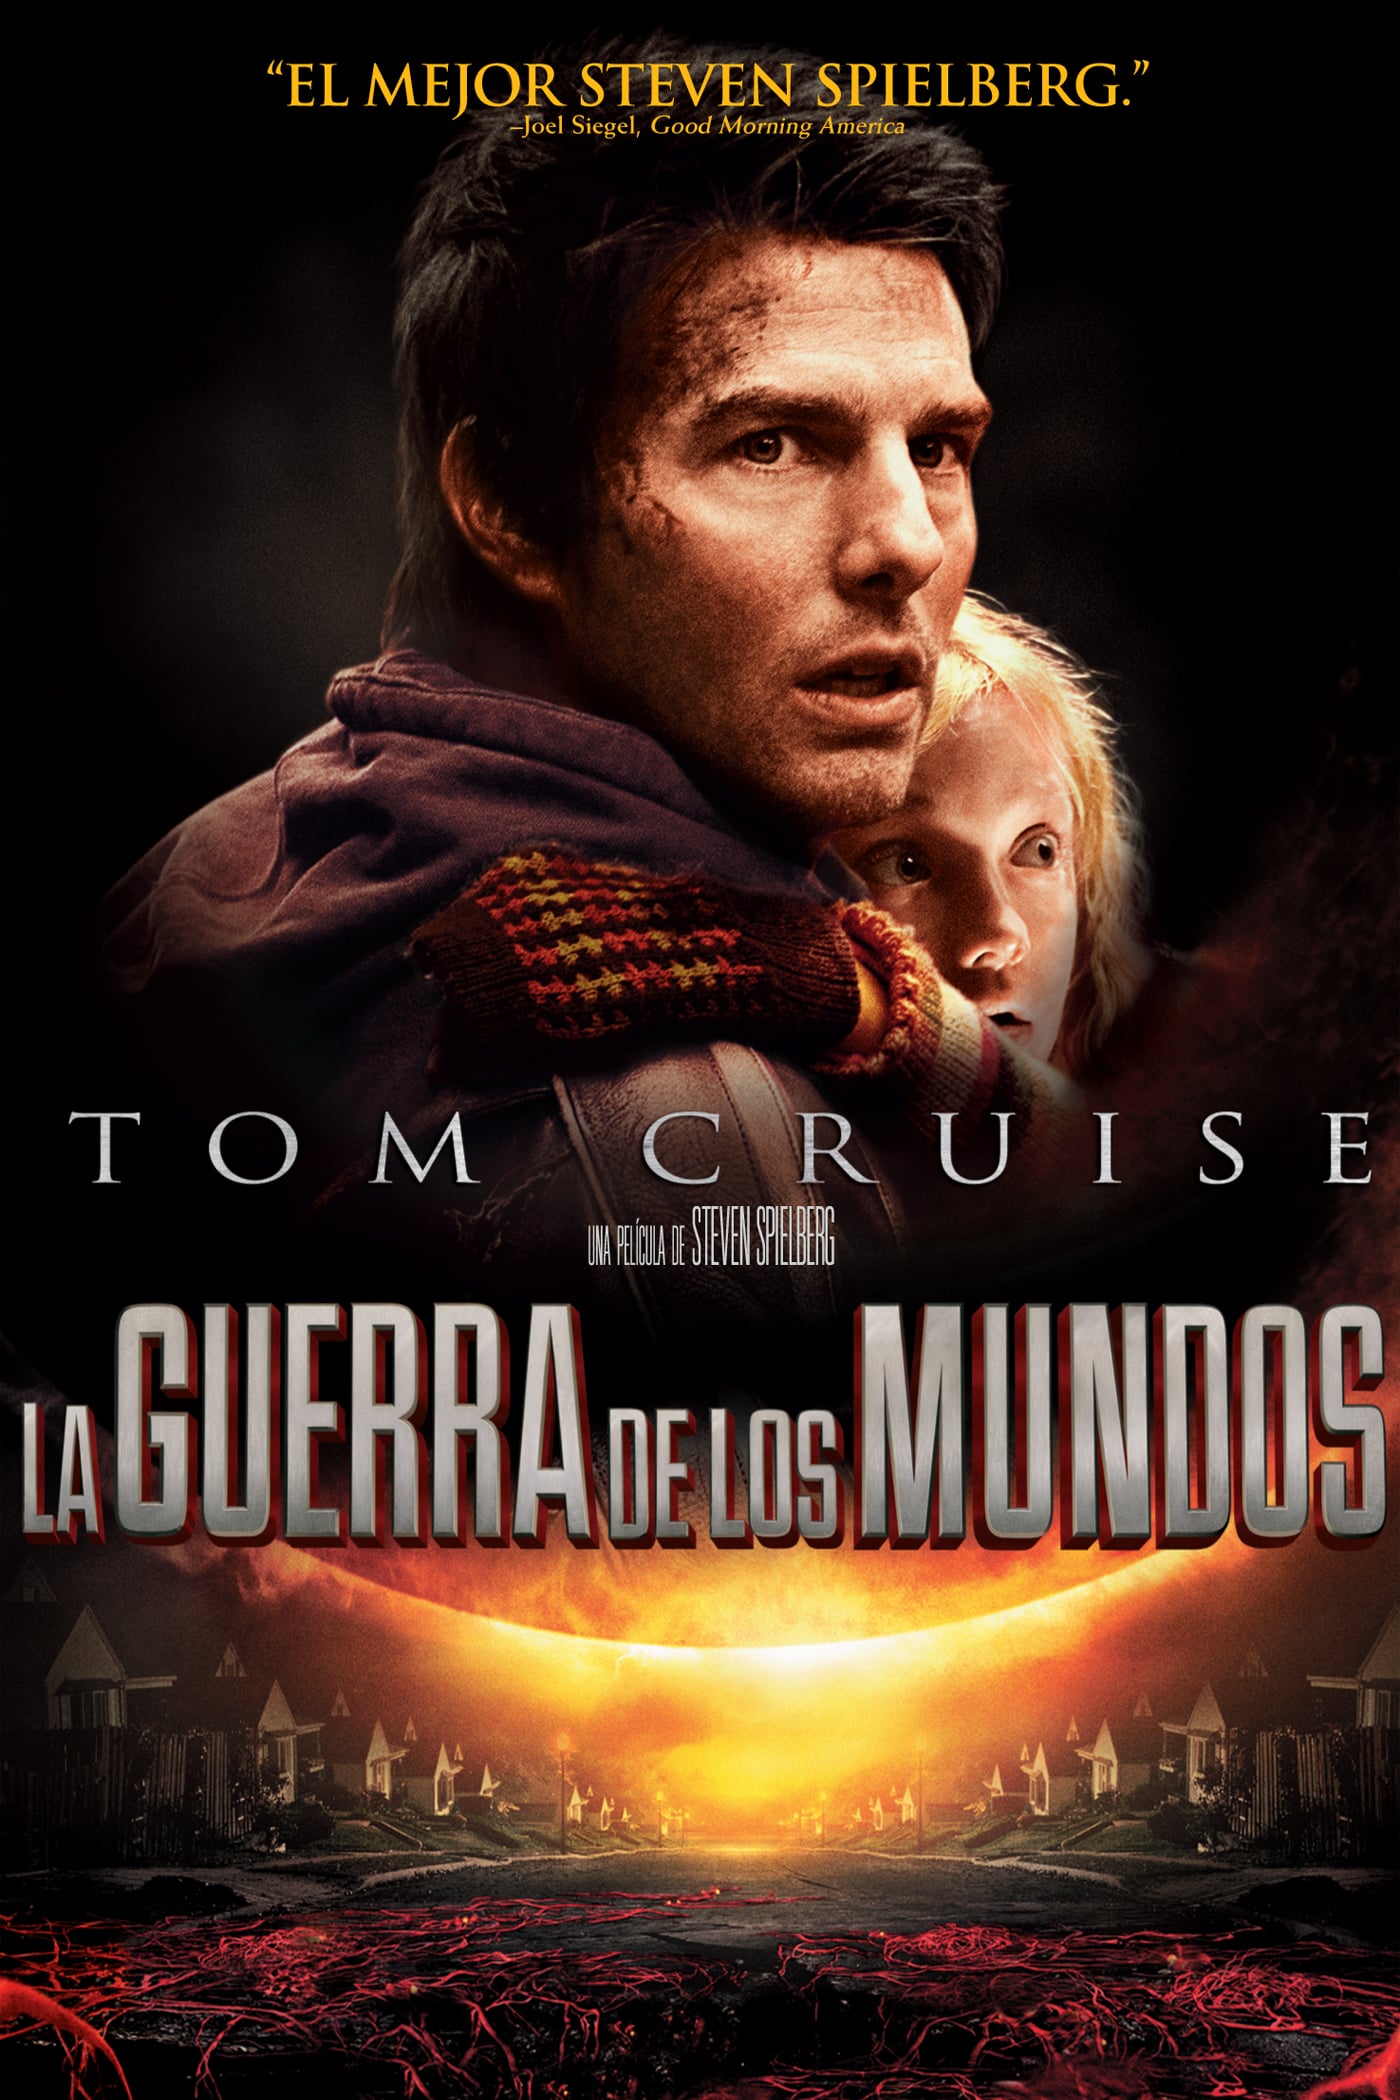 “EL MEJOR STEVEN SPIELBERG.”
–Joel Siegel, Good Morning America
TOM CRUISE
UNA PELÍCULA DE STEVEN SPIELBERG
LA GUERRA DE LOS MUNDOS